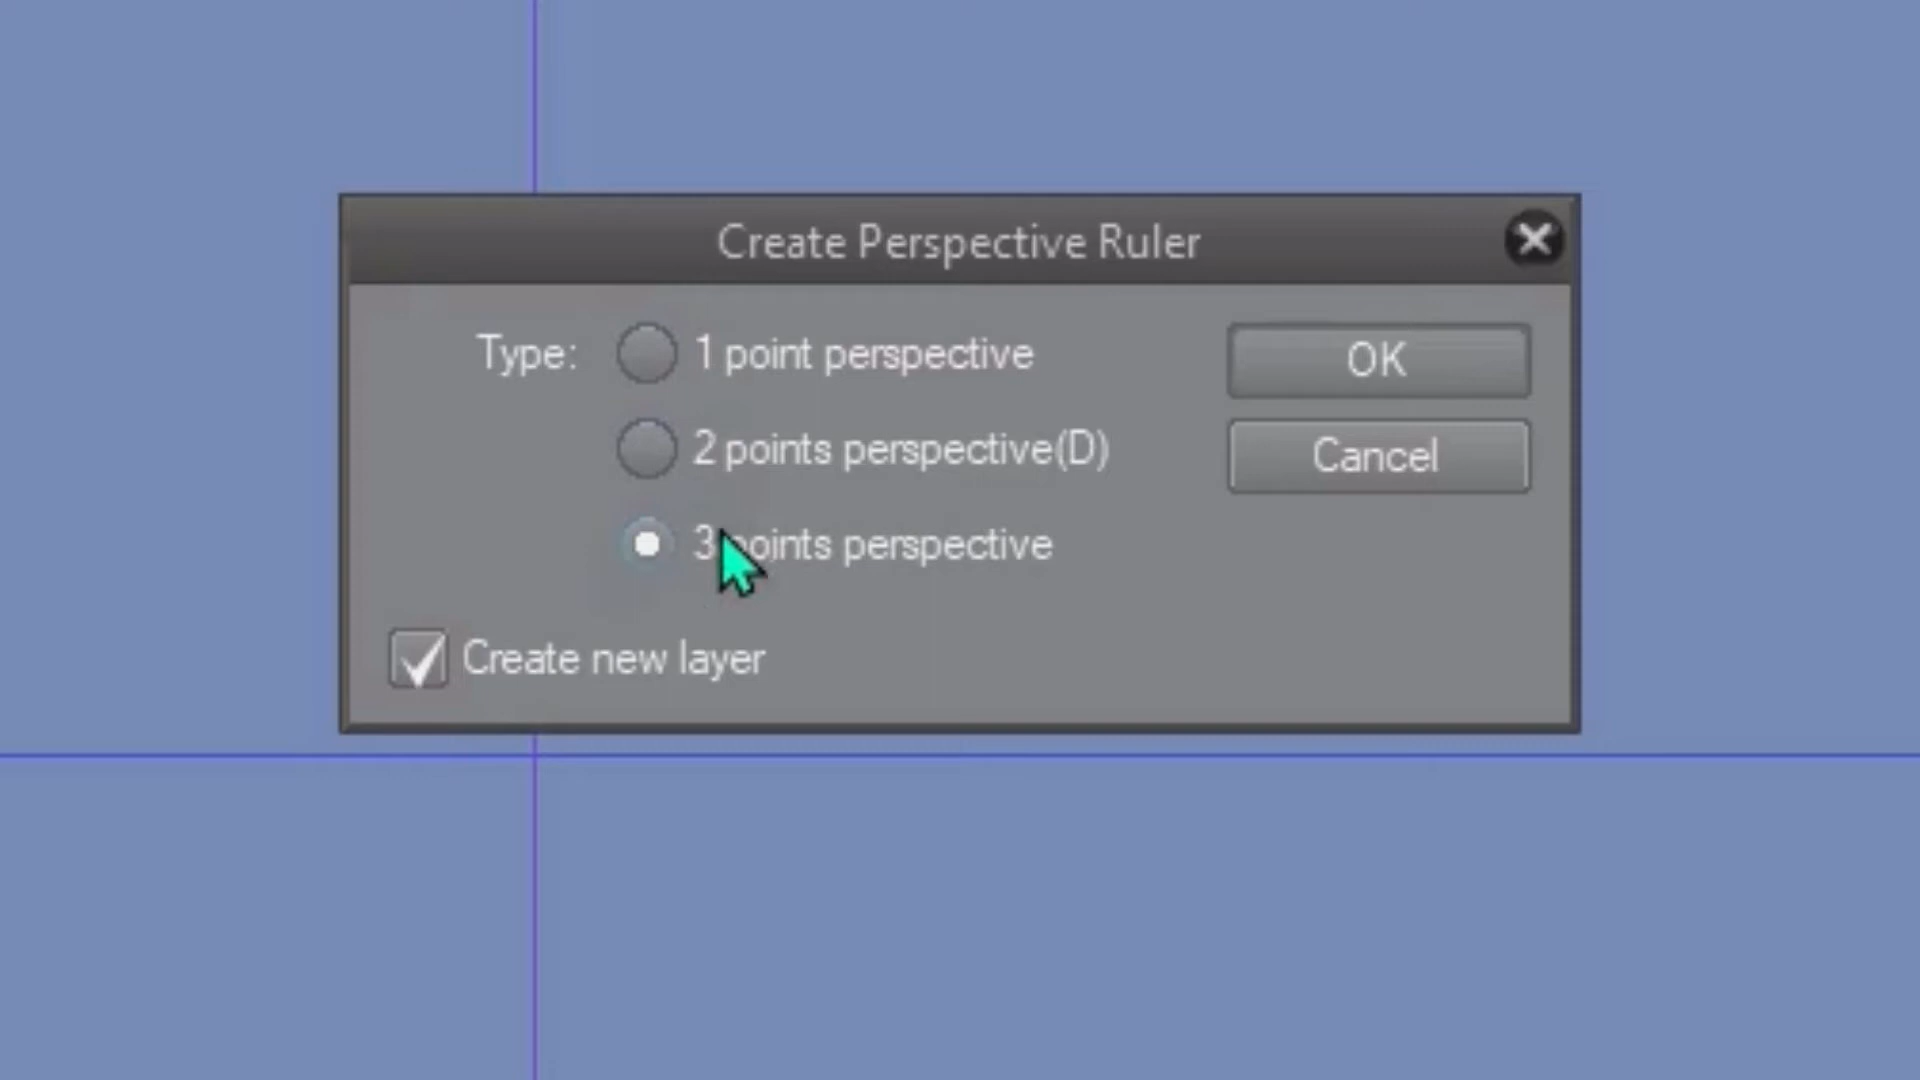 Create Perspective Ruler
Type: 1 point perspective
OK
2 points perspective(D)
Cancel
3 points perspective
Create new layer